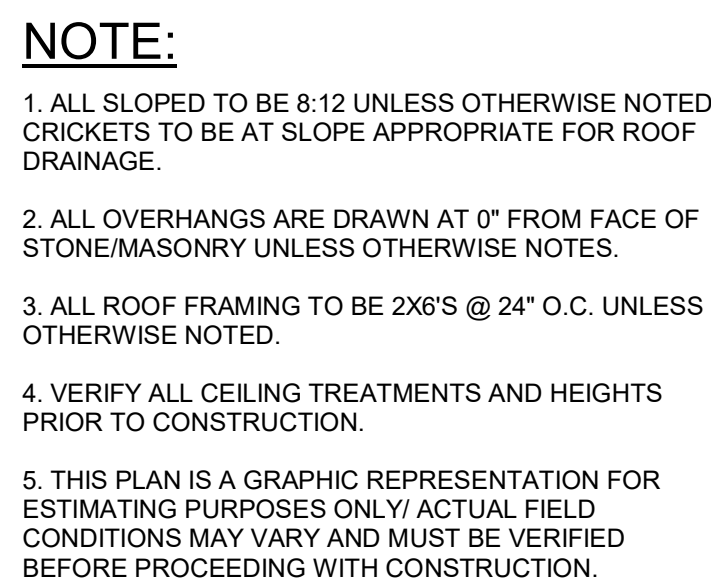 NOTE:
1. ALL SLOPED TO BE 8:12 UNLESS OTHERWISE NOTED
CRICKETS TO BE AT SLOPE APPROPRIATE FOR ROOF
DRAINAGE.
2. ALL OVERHANGS ARE DRAWN AT 0" FROM FACE OF
STONE/MASONRY UNLESS OTHERWISE NOTES.
3. ALL ROOF FRAMING TO BE 2X6'S @ 24" O.C. UNLESS
OTHERWISE NOTED.
4. VERIFY ALL CEILING TREATMENTS AND HEIGHTS
PRIOR TO CONSTRUCTION.
5. THIS PLAN IS A GRAPHIC REPRESENTATION FOR
ESTIMATING PURPOSES ONLY/ ACTUAL FIELD
CONDITIONS MAY VARY AND MUST BE VERIFIED
BEFORE PROCEEDING WITH CONSTRUCTION.